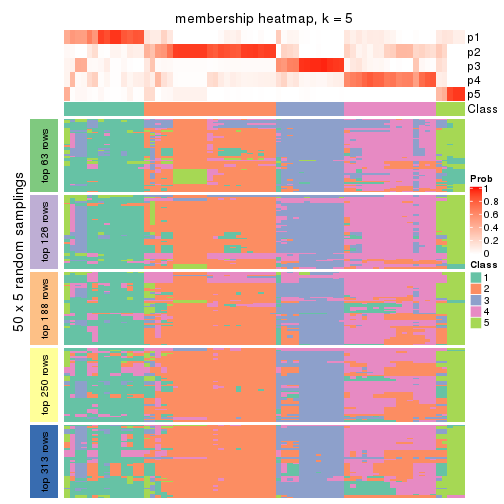 membership heatmap, k = 5
p1
p2
p3
p4
p5
Class
50 x 5 random samplings
top 63 rows
top 126 rows
top 188 rows
top 250 rows
top 313 rows
Prob
1
0.8
0.6
0.4
0.2
0
Class
1
2
3
4
5